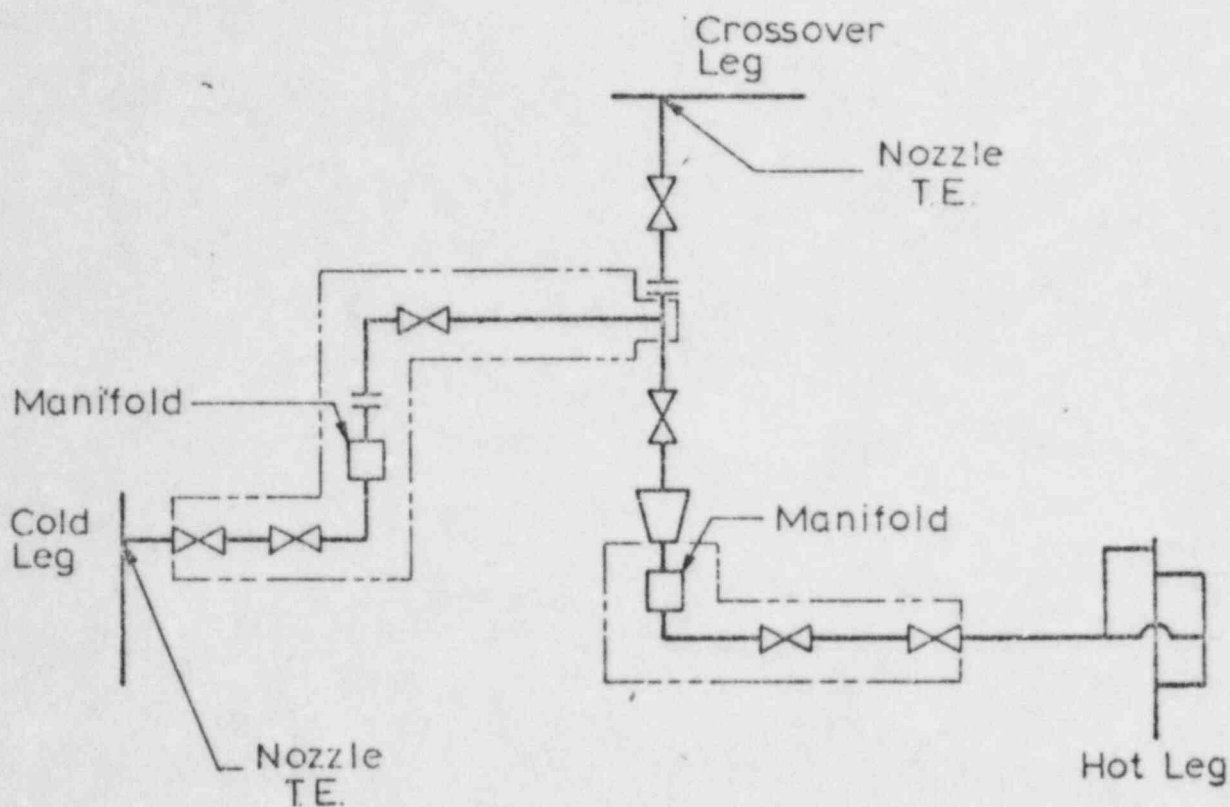 Crossover
Leg
Nozzle
T.E.
Manifold
Cold
Leg
Manifold
Nozzle
T.E.
Hot Leg